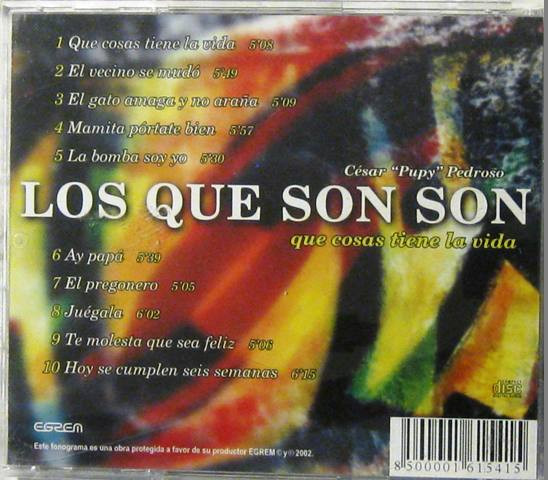 1 Que cosas tiene la vida 5'08
2 El vecino se mudó 5'49
3 El gato amaga y no araña 5'09
4 Mamita pórtate bien 5'57
5 La bomba soy yo 5'30
César "Pupy" Pedroso
LOS QUE SON SON
que cosas tiene la vida
6 Ay papá 5'39
7 El pregonero 5'05
8 Juégala 6'02
9 Te molesta que sea feliz 5'06
10 Hoy se cumplen seis semanas 6'15
disc
EGREM
Este fonograma es una obra protegida a favor de su productor EGREM © y ℗ 2002.
8 500001 615415